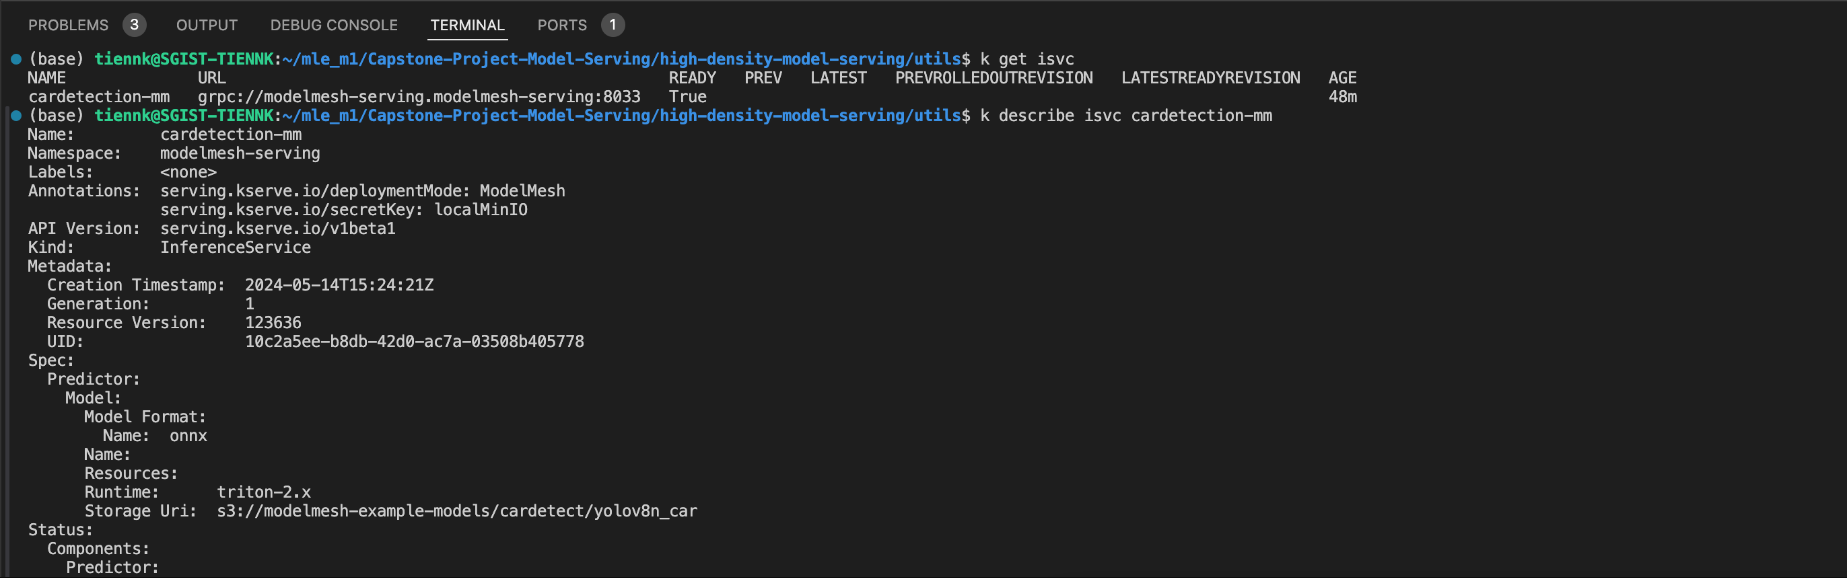 PROBLEMS 3 OUTPUT DEBUG CONSOLE TERMINAL PORTS 1
(base) tiennk@SGIST-TIENNK:~/mle_m1/Capstone-Project-Model-Serving/high-density-model-serving/utils$ k get isvc
NAME URL READY PREV LATEST PREVROLLEDOUTREVISION LATESTREADYREVISION AGE
cardetection-mm grpc://modelmesh-serving.modelmesh-serving:8033 True 48m
(base) tiennk@SGIST-TIENNK:~/mle_m1/Capstone-Project-Model-Serving/high-density-model-serving/utils$ k describe isvc cardetection-mm
Name: cardetection-mm
Namespace: modelmesh-serving
Labels: <none>
Annotations: serving.kserve.io/deploymentMode: ModelMesh
serving.kserve.io/secretKey: localMinIO
API Version: serving.kserve.io/v1beta1
Kind: InferenceService
Metadata:
Creation Timestamp: 2024-05-14T15:24:21Z
Generation: 1
Resource Version: 123636
UID: 10c2a5ee-b8db-42d0-ac7a-03508b405778
Spec:
Predictor:
Model:
Model Format:
Name: onnx
Name:
Resources:
Runtime: triton-2.x
Storage Uri: s3://modelmesh-example-models/cardetect/yolov8n_car
Status:
Components:
Predictor: